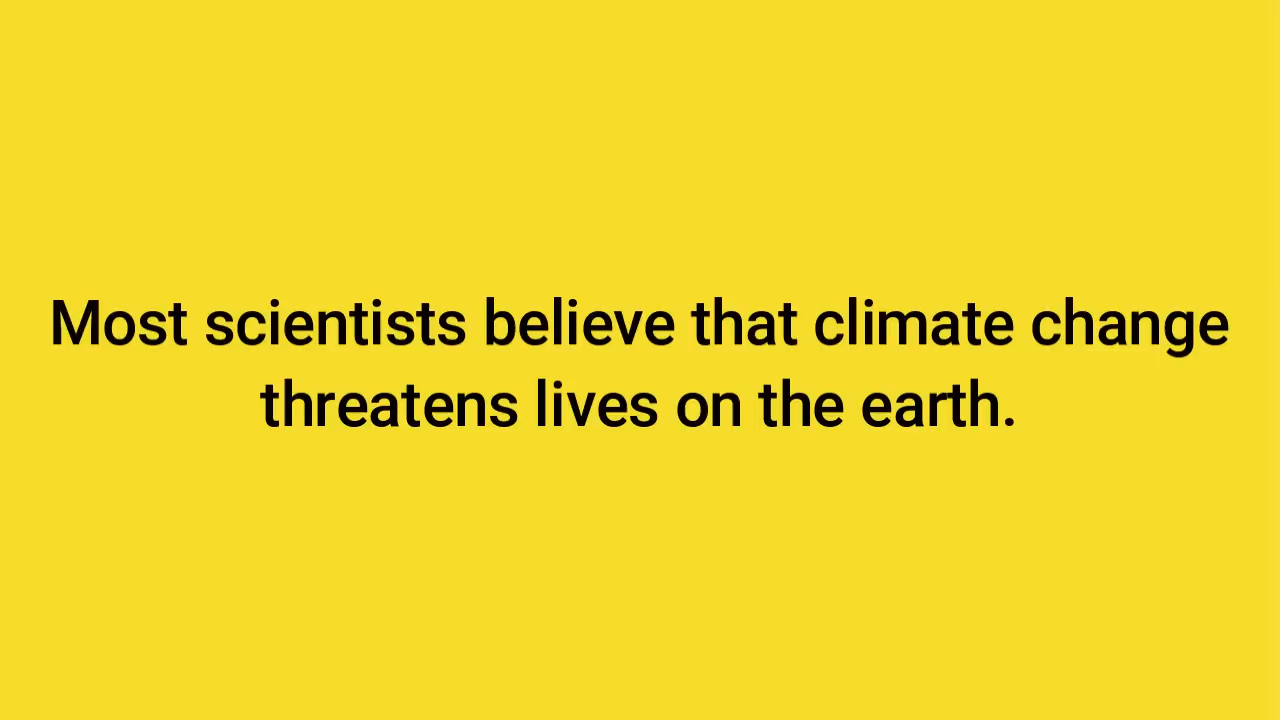 Most scientists believe that climate change
threatens lives on the earth.